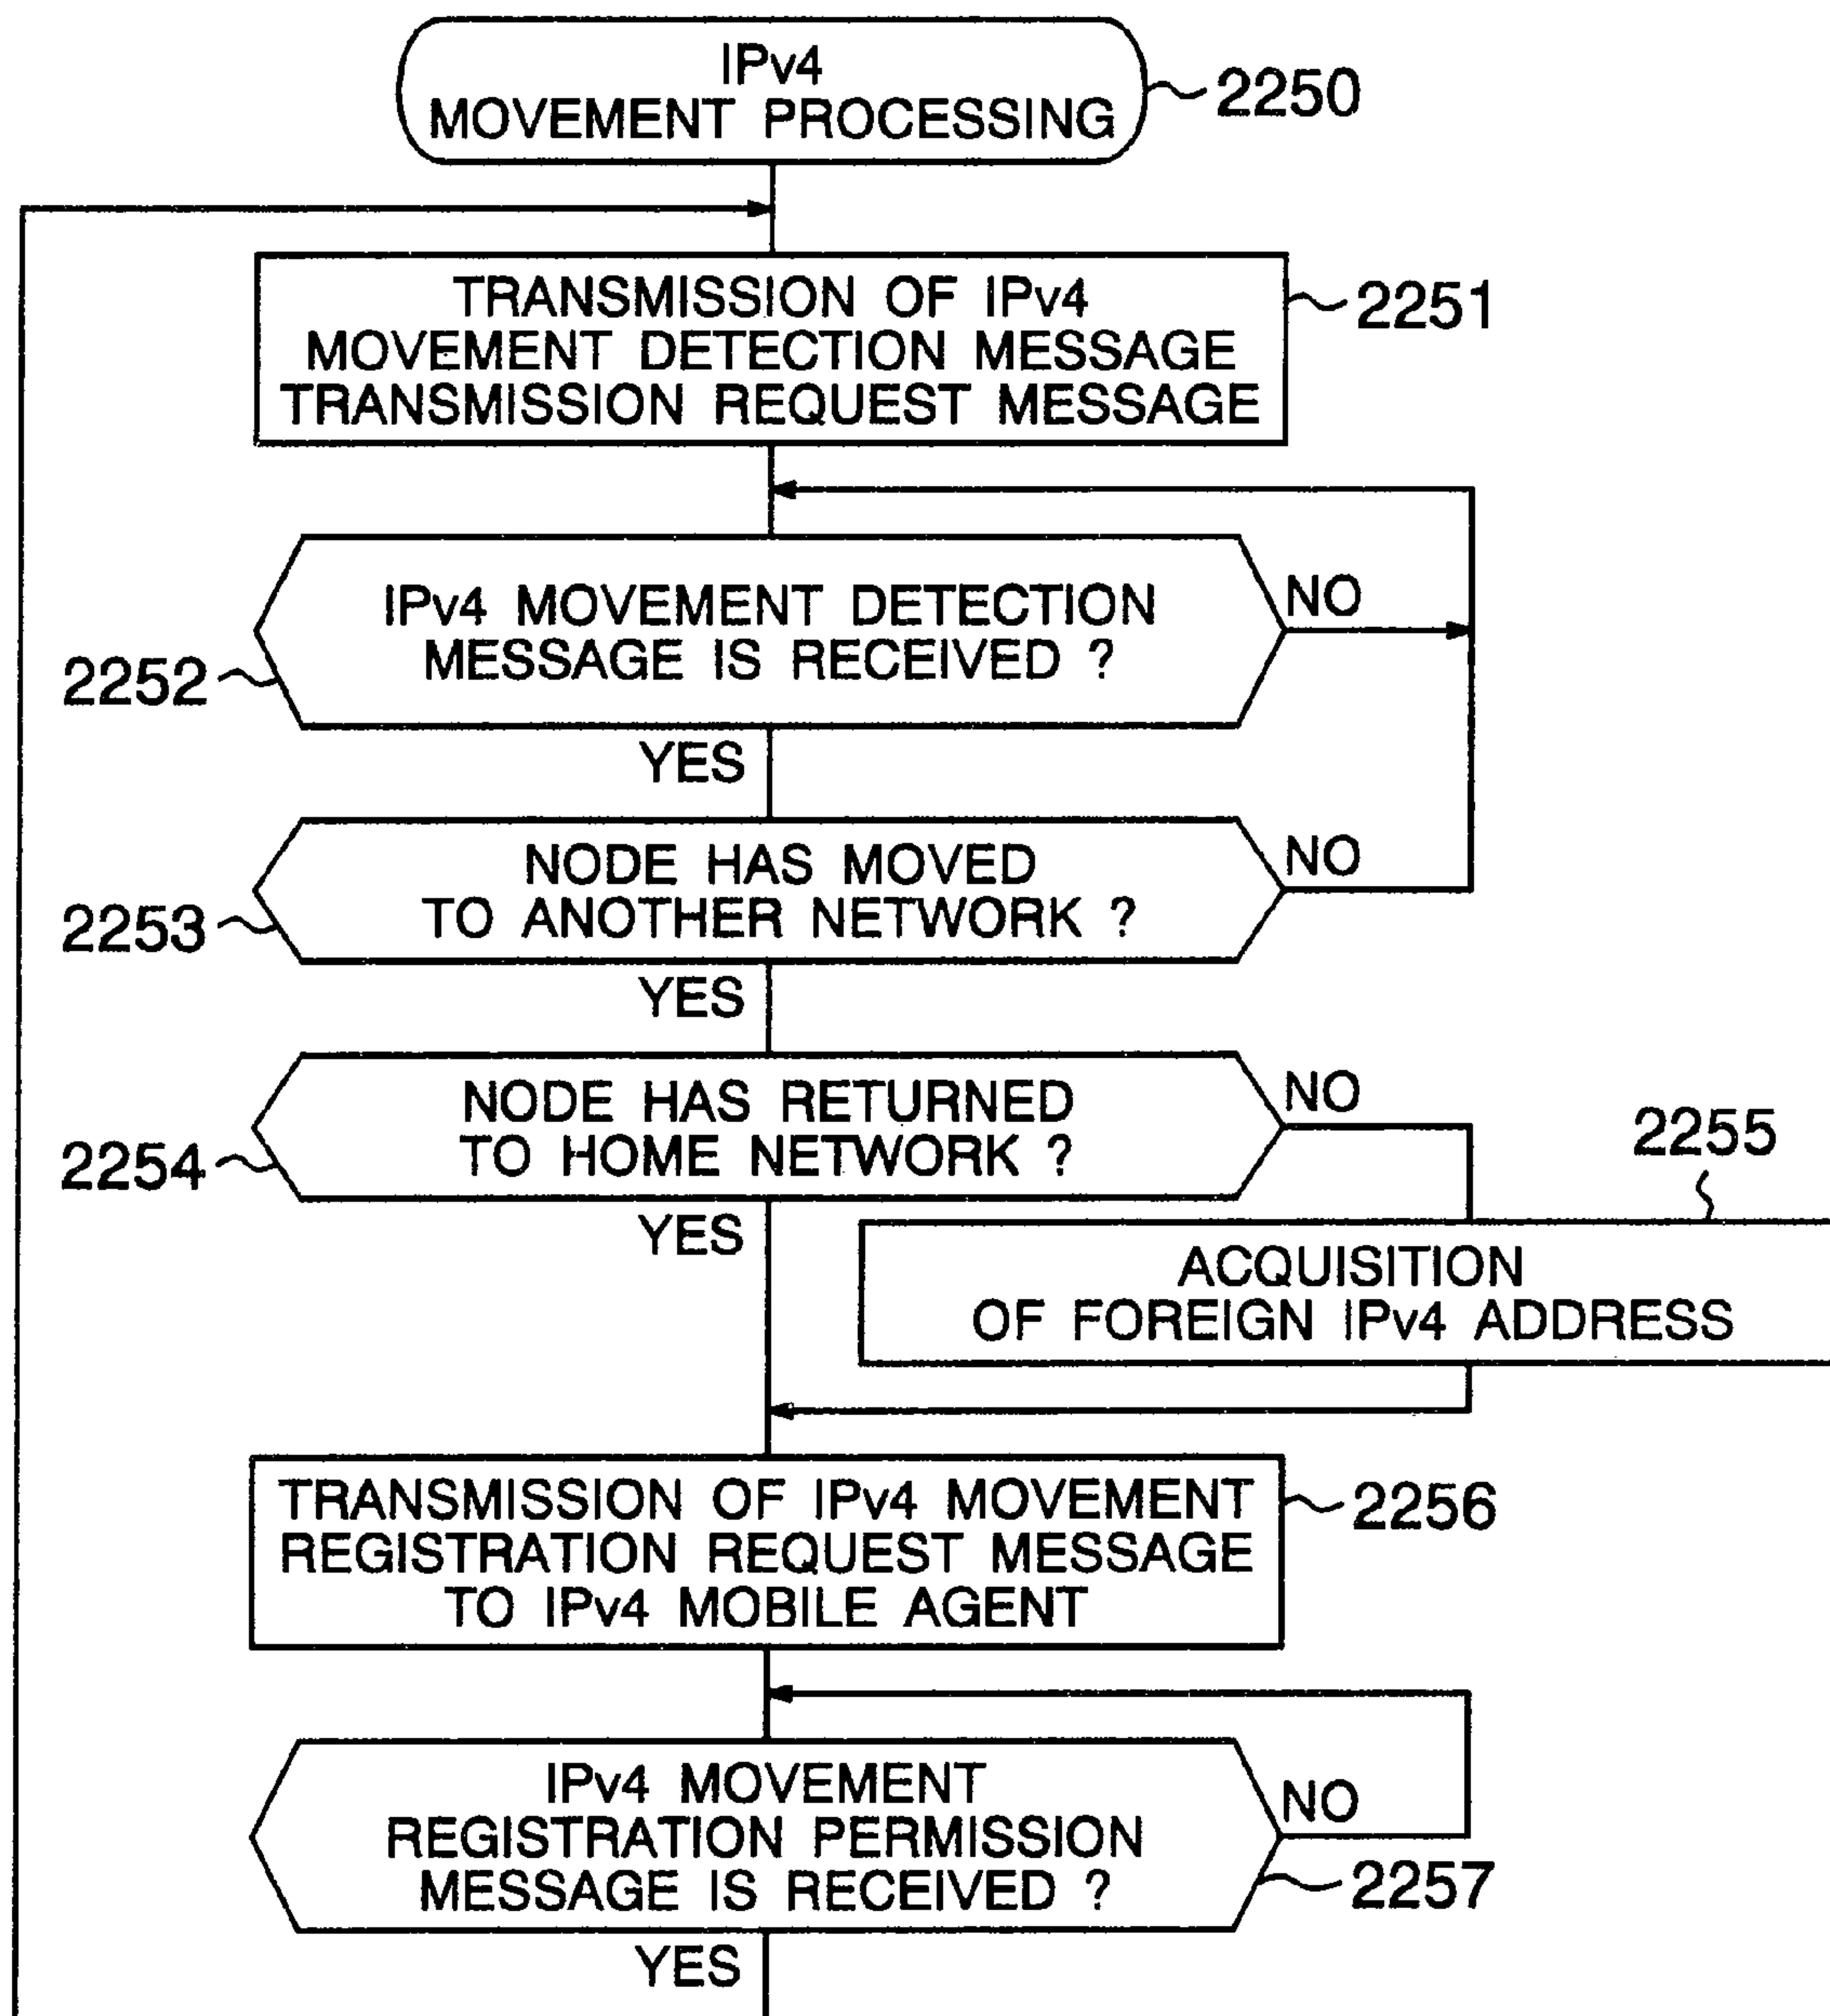 IPv4
MOVEMENT PROCESSING
2250
TRANSMISSION OF IPv4
MOVEMENT DETECTION MESSAGE
TRANSMISSION REQUEST MESSAGE
2251
IPv4 MOVEMENT DETECTION
MESSAGE IS RECEIVED ?
NO
2252
YES
NODE HAS MOVED
TO ANOTHER NETWORK ?
NO
2253
YES
NODE HAS RETURNED
TO HOME NETWORK ?
NO
2254
YES
2255
ACQUISITION
OF FOREIGN IPv4 ADDRESS
TRANSMISSION OF IPv4 MOVEMENT
REGISTRATION REQUEST MESSAGE
TO IPv4 MOBILE AGENT
2256
IPv4 MOVEMENT
REGISTRATION PERMISSION
MESSAGE IS RECEIVED ?
NO
2257
YES